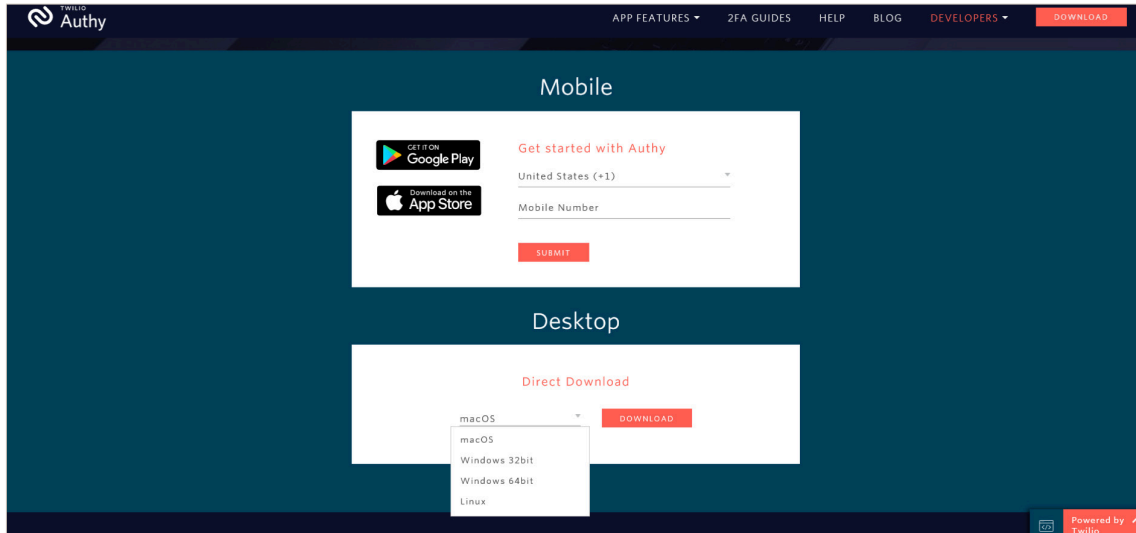 TWILIO
Authy
APP FEATURES
2FA GUIDES
HELP
BLOG
DEVELOPERS
DOWNLOAD
Mobile
GET IT ON
Google Play
Download on the
App Store
Get started with Authy
United States (+1)
Mobile Number
SUBMIT
Desktop
Direct Download
macOS
DOWNLOAD
macOS
Windows 32bit
Windows 64bit
Linux
Powered by
Twilio